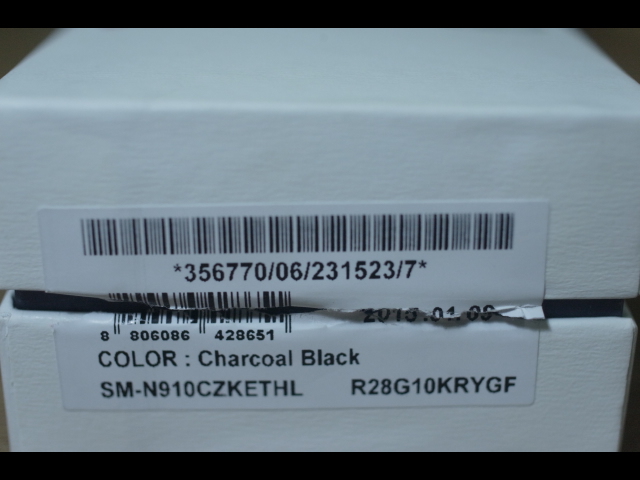 *356770/06/231523/7*
8 806086 428651
COLOR : Charcoal Black
SM-N910CZKETHL R28G10KRYGF